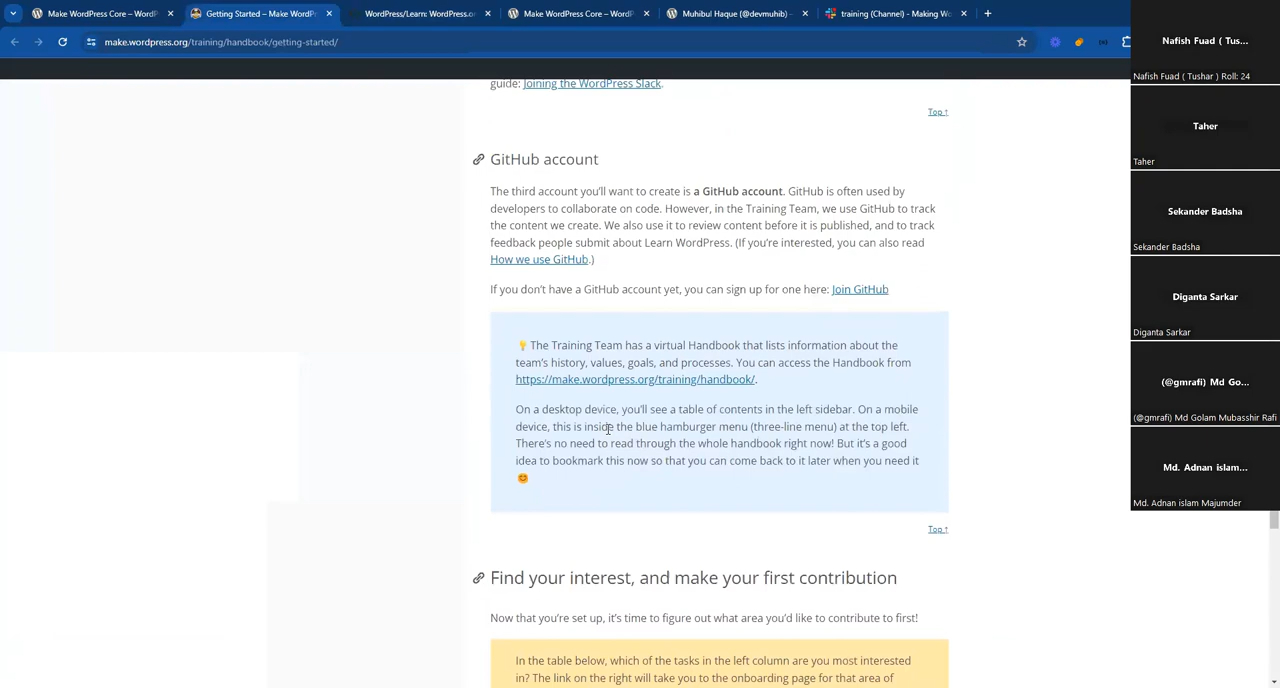 Make WordPress Core – WordP
Getting Started – Make WordPr
WordPress/Learn: WordPress.or
Make WordPress Core – WordP
Muhibul Haque (@devmuhib) –
training (Channel) - Making Wo
make.wordpress.org/training/handbook/getting-started/
guide: Joining the WordPress Slack.
Top ↑
GitHub account
The third account you'll want to create is a GitHub account. GitHub is often used by
developers to collaborate on code. However, in the Training Team, we use GitHub to track
the content we create. We also use it to review content before it is published, and to track
feedback people submit about Learn WordPress. (If you're interested, you can also read
How we use GitHub.)
If you don't have a GitHub account yet, you can sign up for one here: Join GitHub
💡 The Training Team has a virtual Handbook that lists information about the
team's history, values, goals, and processes. You can access the Handbook from
https://make.wordpress.org/training/handbook/.
On a desktop device, you'll see a table of contents in the left sidebar. On a mobile
device, this is inside the blue hamburger menu (three-line menu) at the top left.
There's no need to read through the whole handbook right now! But it's a good
idea to bookmark this now so that you can come back to it later when you need it
😊
Top ↑
Find your interest, and make your first contribution
Now that you're set up, it's time to figure out what area you'd like to contribute to first!
In the table below, which of the tasks in the left column are you most interested
in? The link on the right will take you to the onboarding page for that area of
Nafish Fuad ( Tus...
Nafish Fuad ( Tushar ) Roll: 24
Taher
Taher
Sekander Badsha
Sekander Badsha
Diganta Sarkar
Diganta Sarkar
(@gmrafi) Md Go...
(@gmrafi) Md Golam Mubasshir Rafi
Md. Adnan islam...
Md. Adnan islam Majumder